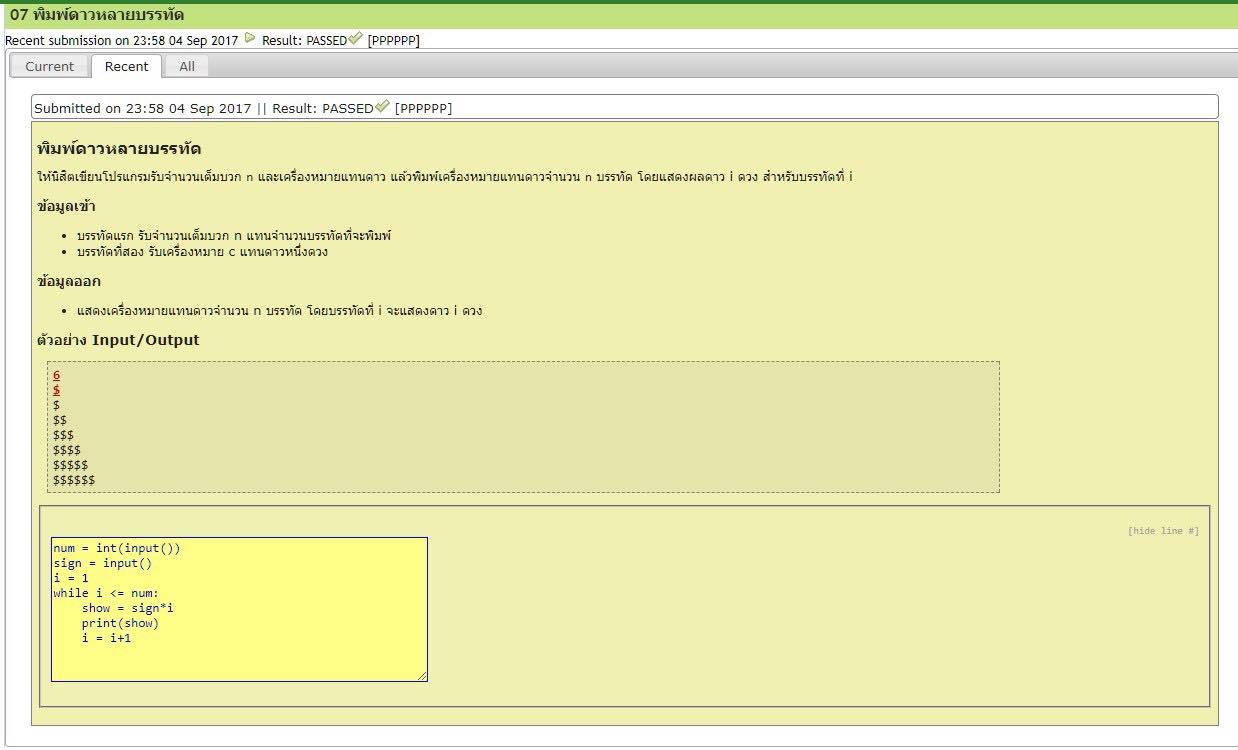 07 พิมพ์ดาวหลายบรรทัด
Recent submission on 23:58 04 Sep 2017 Result: PASSED [PPPPPP]
Current Recent All
Submitted on 23:58 04 Sep 2017 || Result: PASSED [PPPPPP]
พิมพ์ดาวหลายบรรทัด
ให้นิสิตเขียนโปรแกรมรับจำนวนเต็มบวก n และเครื่องหมายแทนดาว แล้วพิมพ์เครื่องหมายแทนดาวจำนวน n บรรทัด โดยแสดงผลดาว i ดวง สำหรับบรรทัดที่ i
ข้อมูลเข้า
• บรรทัดแรก รับจำนวนเต็มบวก n แทนจำนวนบรรทัดที่จะพิมพ์
• บรรทัดที่สอง รับเครื่องหมาย c แทนดาวหนึ่งดวง
ข้อมูลออก
• แสดงเครื่องหมายแทนดาวจำนวน n บรรทัด โดยบรรทัดที่ i จะแสดงดาว i ดวง
ตัวอย่าง Input/Output
6
$
$
$$
$$$
$$$$
$$$$$
$$$$$$
[hide line #]
num = int(input())
sign = input()
i = 1
while i <= num:
    show = sign*i
    print(show)
    i = i+1